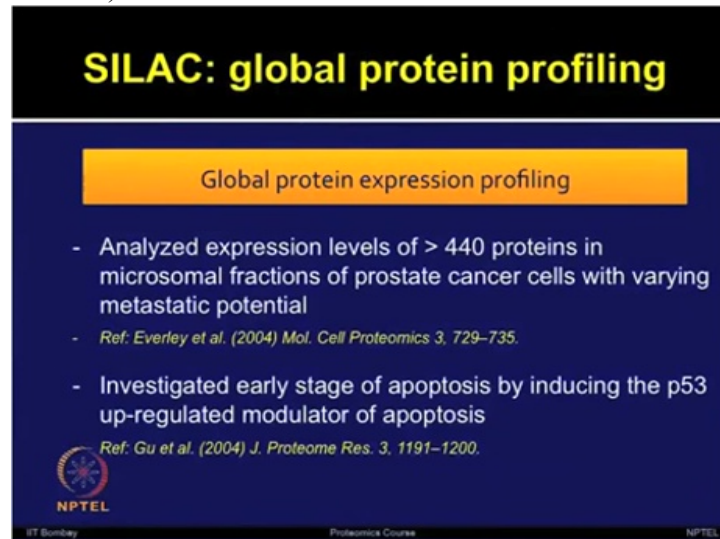 SILAC: global protein profiling
Global protein expression profiling
- Analyzed expression levels of > 440 proteins in
microsomal fractions of prostate cancer cells with varying
metastatic potential
- Ref: Everley et al. (2004) Mol. Cell Proteomics 3, 729–735.
- Investigated early stage of apoptosis by inducing the p53
up-regulated modulator of apoptosis
Ref: Gu et al. (2004) J. Proteome Res. 3, 1191–1200.
NPTEL
IIT Bombay Proteomics Course NPTEL